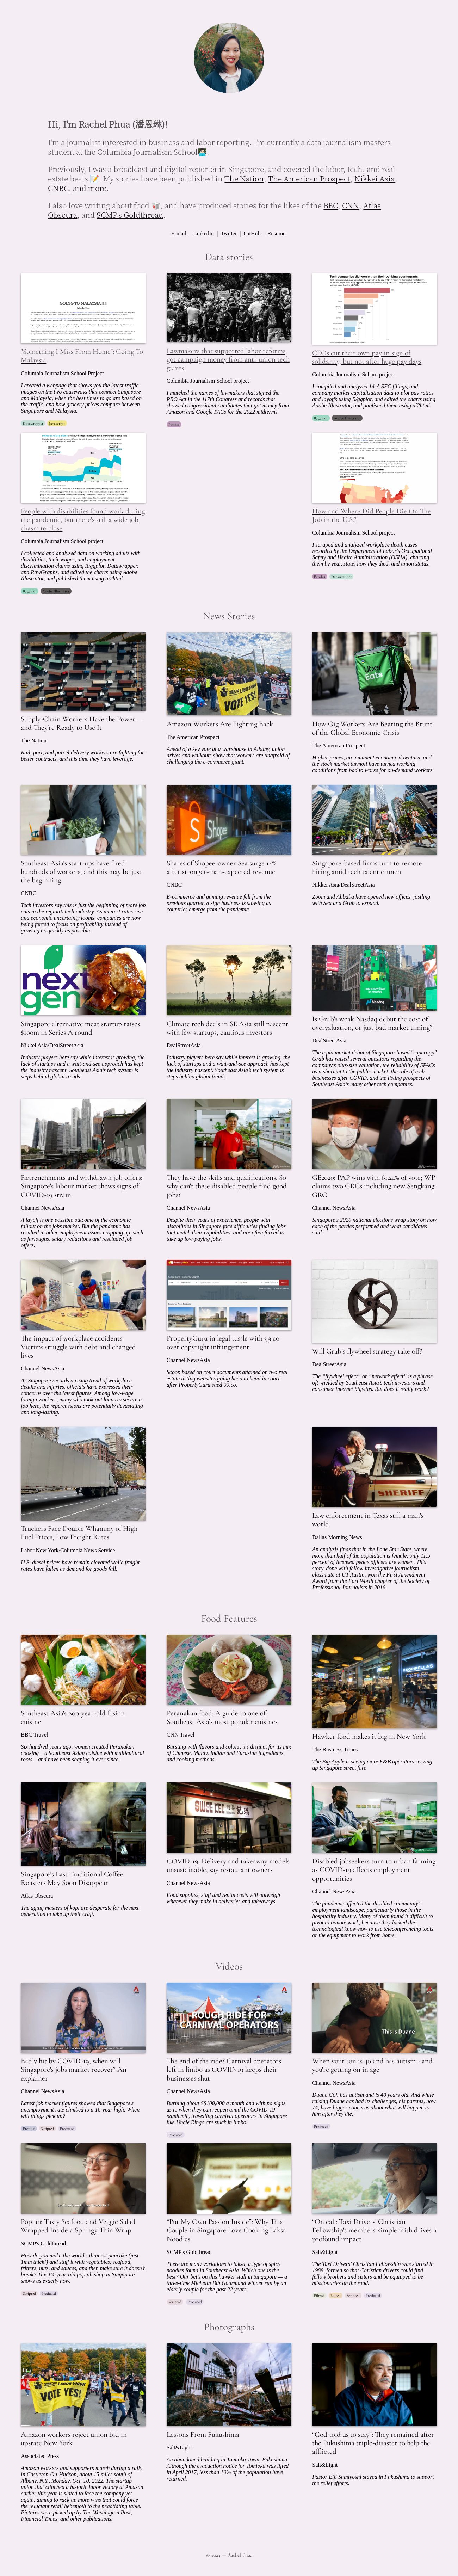 Hi, I'm Rachel Phua (潘恩琳)!
I'm a journalist interested in business and labor reporting. I'm currently a data journalism masters
student at the Columbia Journalism School
Previously, I was a broadcast and digital reporter in Singapore, and covered the labor, tech, and real
estate beats 📝. My stories have been published in The Nation, The American Prospect, Nikkei Asia,
CNBC, and more.
I also love writing about food 🥡, and have produced stories for the likes of the BBC, CNN, Atlas
Obscura, and SCMP's Goldthread.
E-mail | LinkedIn | Twitter | GitHub | Resume
Data stories
GOING TO MALAYSIA
"Something I Miss From Home": Going To
Malaysia
Columbia Journalism School Project
I created a webpage that shows you the latest traffic
images on the two causeways that connect Singapore
and Malaysia, when the best times to go are based on
the traffic, and how grocery prices compare between
Singapore and Malaysia.
Datawrapper Javascript
Lawmakers that supported labor reforms
got campaign money from anti-union tech
giants
Columbia Journalism School project
I matched the names of lawmakers that signed the
PRO Act in the 117th Congress and records that
showed congressional candidates that got money from
Amazon and Google PACs for the 2022 midterms.
Pandas
Tech companies did worse than their banking counterparts
CEOs cut their own pay in sign of
solidarity, but not after huge pay days
Columbia Journalism School project
I compiled and analyzed 14-A SEC filings, and
company market capitalization data to plot pay ratios
and layoffs using R/ggplot, and edited the charts using
Adobe Illustrator, and published them using ai2html.
R/ggplot Adobe Illustrator
People with disabilities found work during
the pandemic, but there's still a wide job
chasm to close
Columbia Journalism School project
I collected and analyzed data on working adults with
disabilities, their wages, and employment
discrimination claims using R/ggplot, Datawrapper,
and RawGraphs, and edited the charts using Adobe
Illustrator, and published them using ai2html.
R/ggplot Adobe Illustrator
How and Where Did People Die On The
Job in the U.S.?
Columbia Journalism School project
I scraped and analyzed workplace death cases
recorded by the Department of Labor's Occupational
Safety and Health Administration (OSHA), charting
them by year, state, how they died, and union status.
Pandas Datawrapper
News Stories
Supply-Chain Workers Have the Power—
and They're Ready to Use It
The Nation
Rail, port, and parcel delivery workers are fighting for
better contracts, and this time they have leverage.
VOTE YES!
Amazon Workers Are Fighting Back
The American Prospect
Ahead of a key vote at a warehouse in Albany, union
drives and walkouts show that workers are unafraid of
challenging the e-commerce giant.
Uber
Eats
How Gig Workers Are Bearing the Brunt
of the Global Economic Crisis
The American Prospect
Higher prices, an imminent economic downturn, and
the stock market turmoil have turned working
conditions from bad to worse for on-demand workers.
Southeast Asia's start-ups have fired
hundreds of workers, and this may be just
the beginning
CNBC
Tech investors say this is just the beginning of more job
cuts in the region's tech industry. As interest rates rise
and economic uncertainty looms, companies are now
being forced to focus on profitability instead of
growing as quickly as possible.
Shares of Shopee-owner Sea surge 14%
after stronger-than-expected revenue
CNBC
E-commerce and gaming revenue fell from the
previous quarter, a sign business is slowing as
countries emerge from the pandemic.
Singapore-based firms turn to remote
hiring amid tech talent crunch
Nikkei Asia/DealStreetAsia
Zoom and Alibaba have opened new offices, jostling
with Sea and Grab to expand.
next
gen
Singapore alternative meat startup raises
$100m in Series A round
Nikkei Asia/DealStreetAsia
Industry players here say while interest is growing, the
lack of startups and a wait-and-see approach has kept
the industry nascent. Southeast Asia's tech system is
steps behind global trends.
Climate tech deals in SE Asia still nascent
with few startups, cautious investors
DealStreetAsia
Industry players here say while interest is growing, the
lack of startups and a wait-and-see approach has kept
the industry nascent. Southeast Asia's tech system is
steps behind global trends.
Nasdaq
Is Grab's weak Nasdaq debut the cost of
overvaluation, or just bad market timing?
DealStreetAsia
The tepid market debut of Singapore-based "superapp"
Grab has raised several questions regarding the
company's plus-size valuation, the reliability of SPACs
as a shortcut to the public market, the role of tech
businesses after COVID, and the listing prospects of
Southeast Asia's many other tech companies.
Retrenchments and withdrawn job offers:
Singapore's labour market shows signs of
COVID-19 strain
Channel NewsAsia
A layoff is one possible outcome of the economic
fallout on the jobs market. But the pandemic has
resulted in other employment issues cropping up, such
as furloughs, salary reductions and rescinded job
offers.
They have the skills and qualifications. So
why can't these disabled people find good
jobs?
Channel NewsAsia
Despite their years of experience, people with
disabilities in Singapore face difficulties finding jobs
that match their capabilities, and are often forced to
take up low-paying jobs.
GE2020: PAP wins with 61.24% of vote; WP
claims two GRCs including new Sengkang
GRC
Channel NewsAsia
Singapore's 2020 national elections wrap story on how
each of the parties performed and what candidates
said.
The impact of workplace accidents:
Victims struggle with debt and changed
lives
Channel NewsAsia
As Singapore records a rising trend of workplace
deaths and injuries, officials have expressed their
concerns over the latest figures. Among low-wage
foreign workers, many who took out loans to secure a
job here, the repercussions are potentially devastating
and long-lasting.
PropertyGuru in legal tussle with 99.co
over copyright infringement
Channel NewsAsia
Scoop based on court documents attained on two real
estate listing websites going head to head in court
after PropertyGuru sued 99.co.
Will Grab's flywheel strategy take off?
DealStreetAsia
The "flywheel effect" or "network effect" is a phrase
oft-wielded by Southeast Asia's tech investors and
consumer internet bigwigs. But does it really work?
Truckers Face Double Whammy of High
Fuel Prices, Low Freight Rates
Labor New York/Columbia News Service
U.S. diesel prices have remain elevated while freight
rates have fallen as demand for goods fall.
SHERIFF
Law enforcement in Texas still a man's
world
Dallas Morning News
An analysis finds that in the Lone Star State, where
more than half of the population is female, only 11.5
percent of licensed peace officers are women. This
story, done with fellow investigative journalism
classmate at UT Austin, won the First Amendment
Award from the Fort Worth chapter of the Society of
Professional Journalists in 2016.
Food Features
Southeast Asia's 600-year-old fusion
cuisine
BBC Travel
Six hundred years ago, women created Peranakan
cooking – a Southeast Asian cuisine with multicultural
roots – and have been shaping it ever since.
Peranakan food: A guide to one of
Southeast Asia's most popular cuisines
CNN Travel
Bursting with flavors and colors, it's distinct for its mix
of Chinese, Malay, Indian and Eurasian ingredients
and cooking methods.
Hawker food makes it big in New York
The Business Times
The Big Apple is seeing more F&B operators serving
up Singapore street fare
Singapore's Last Traditional Coffee
Roasters May Soon Disappear
Atlas Obscura
The aging masters of kopi are desperate for the next
generation to take up their craft.
COVID-19: Delivery and takeaway models
unsustainable, say restaurant owners
Channel NewsAsia
Food supplies, staff and rental costs will outweigh
whatever they make in deliveries and takeaways.
Disabled jobseekers turn to urban farming
as COVID-19 affects employment
opportunities
Channel NewsAsia
The pandemic affected the disabled community's
employment landscape, particularly those in the
hospitality industry. Many of them found it difficult to
pivot to remote work, because they lacked the
technological know-how to use teleconferencing tools
or the equipment to work from home.
Videos
Badly hit by COVID-19, when will
Singapore's jobs market recover? An
explainer
Channel NewsAsia
Latest job market figures showed that Singapore's
unemployment rate climbed to a 16-year high. When
will things pick up?
Scripted Produced
ROUGH RIDE FOR
CARNIVAL OPERATORS
The end of the ride? Carnival operators
left in limbo as COVID-19 keeps their
businesses shut
Channel NewsAsia
Burning about S$100,000 a month and with no signs
as to when they can reopen amid the COVID-19
pandemic, travelling carnival operators in Singapore
like Uncle Ringo are stuck in limbo.
Produced
This is Duane
When your son is 40 and has autism - and
you're getting on in age
Channel NewsAsia
Duane Goh has autism and is 40 years old. And while
raising Duane has had its challenges, his parents, now
74, have bigger concerns about what will happen to
him after they die.
Produced
Popiah: Tasty Seafood and Veggie Salad
Wrapped Inside a Springy Thin Wrap
SCMP's Goldthread
How do you make the world's thinnest pancake (just
1mm thick!) and stuff it with vegetables, seafood,
fritters, nuts, and sauces, and then make sure it doesn't
break? This 84-year-old popiah shop in Singapore
shows us exactly how.
Scripted Produced
"Put My Own Passion Inside": Why This
Couple in Singapore Love Cooking Laksa
Noodles
SCMP's Goldthread
There are many variations to laksa, a type of spicy
noodles found in Southeast Asia. Which one is the
best? Our bet's on this hawker stall in Singapore — a
three-time Michelin Bib Gourmand winner run by an
elderly couple for the past 22 years.
Scripted Produced
"On call: Taxi Drivers' Christian
Fellowship's members' simple faith drives a
profound impact
Salt&Light
The Taxi Drivers' Christian Fellowship was started in
1989, formed so that Christian drivers could find
fellow brothers and sisters and be equipped to be
missionaries on the road.
Filmed Edited Scripted Produced
Photographs
VOTE YES!
Amazon workers reject union bid in
upstate New York
Associated Press
Amazon workers and supporters march during a rally
in Castleton-On-Hudson, about 15 miles south of
Albany, N.Y., Monday, Oct. 10, 2022. The startup
union that clinched a historic labor victory at Amazon
earlier this year is slated to face the company yet
again, aiming to rack up more wins that could force
the reluctant retail behemoth to the negotiating table.
Pictures were picked up by The Washington Post,
Financial Times, and other publications.
Lessons From Fukushima
Salt&Light
An abandoned building in Tomioka Town, Fukushima.
Although the evacuation notice for Tomioka was lifted
in April 2017, less than 10% of the population have
returned.
"God told us to stay": They remained after
the Fukushima triple-disaster to help the
afflicted
Salt&Light
Pastor Eiji Sumiyoshi stayed in Fukushima to support
the relief efforts.
© 2023 — Rachel Phua